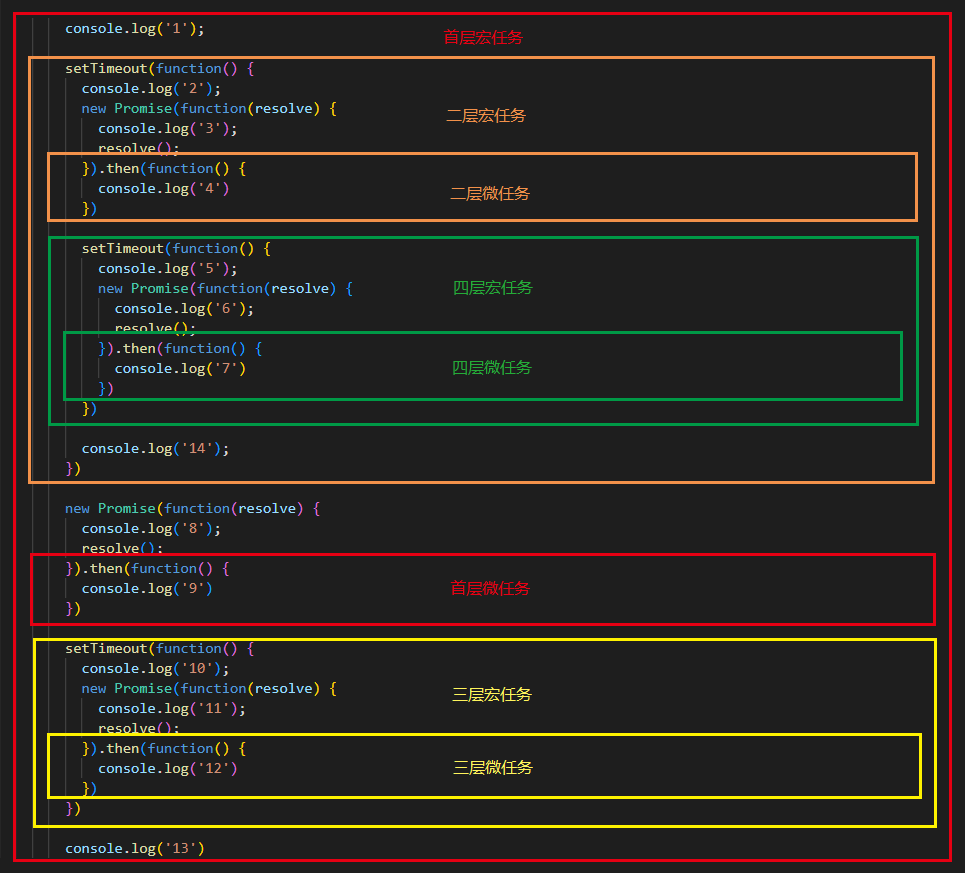 console.log('1');
首层宏任务
setTimeout(function() {
console.log('2');
new Promise(function(resolve) {
二层宏任务
console.log('3');
resolve();
}).then(function() {
console.log('4')
二层微任务
})
setTimeout(function() {
console.log('5');
new Promise(function(resolve) {
四层宏任务
console.log('6');
resolve();
}).then(function() {
console.log('7')
四层微任务
})
})
console.log('14');
})
new Promise(function(resolve) {
console.log('8');
resolve();
}).then(function() {
console.log('9')
首层微任务
})
setTimeout(function() {
console.log('10');
new Promise(function(resolve) {
三层宏任务
console.log('11');
resolve();
}).then(function() {
console.log('12')
三层微任务
})
})
console.log('13')